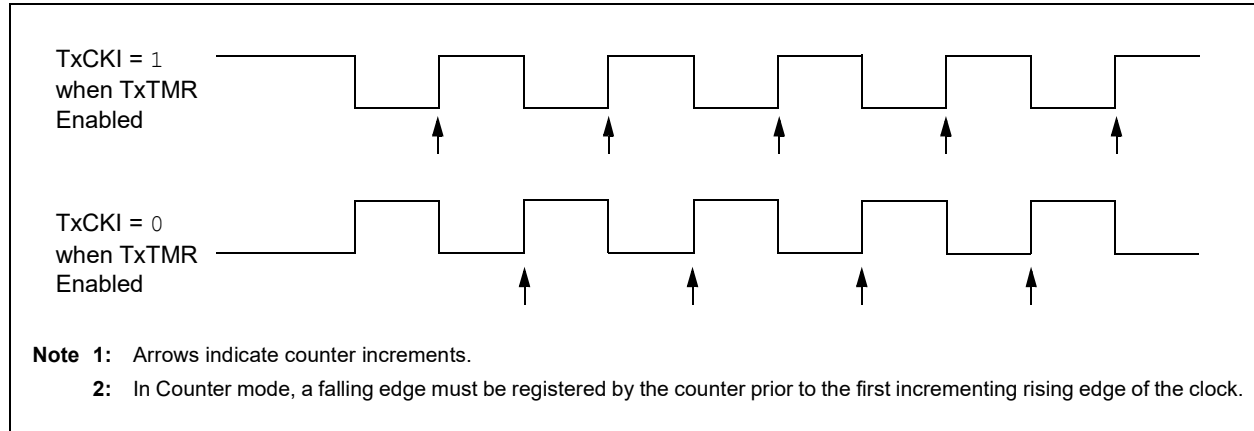 TxCKI = 1
when TxTMR
Enabled
TxCKI = 0
when TxTMR
Enabled
Note 1: Arrows indicate counter increments.
2: In Counter mode, a falling edge must be registered by the counter prior to the first incrementing rising edge of the clock.